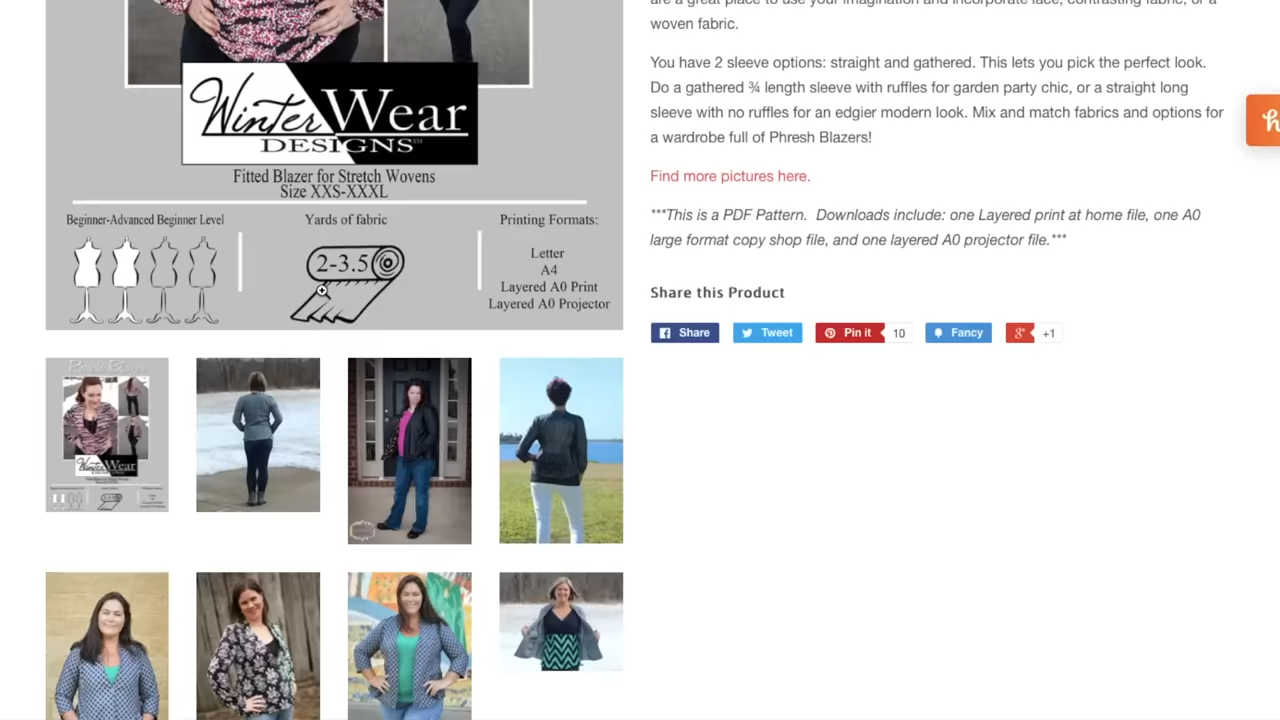 are a great place to use your imagination and incorporate lace, contrasting fabric, or a
woven fabric.
You have 2 sleeve options: straight and gathered. This lets you pick the perfect look.
Do a gathered ¾ length sleeve with ruffles for garden party chic, or a straight long
sleeve with no ruffles for an edgier modern look. Mix and match fabrics and options for
a wardrobe full of Phresh Blazers!
Find more pictures here.
***This is a PDF Pattern. Downloads include: one Layered print at home file, one A0
large format copy shop file, and one layered A0 projector file.***
Share this Product
Share
Tweet
Pin it
10
Fancy
g+
+1
h
Winter Wear
DESIGNS™
Fitted Blazer for Stretch Wovens
Size XXS-XXXL
Beginner-Advanced Beginner Level
Yards of fabric
2-3.5
Printing Formats:
Letter
A4
Layered A0 Print
Layered A0 Projector
Winter Wear